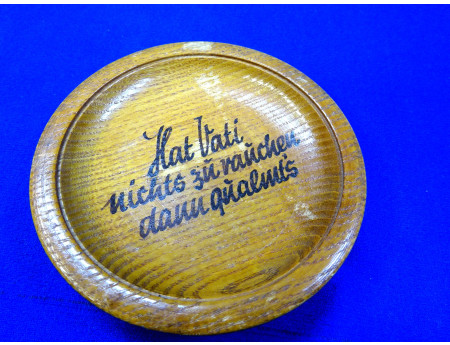 Hat Vati
nichts zu rauchen
dann qualmt's